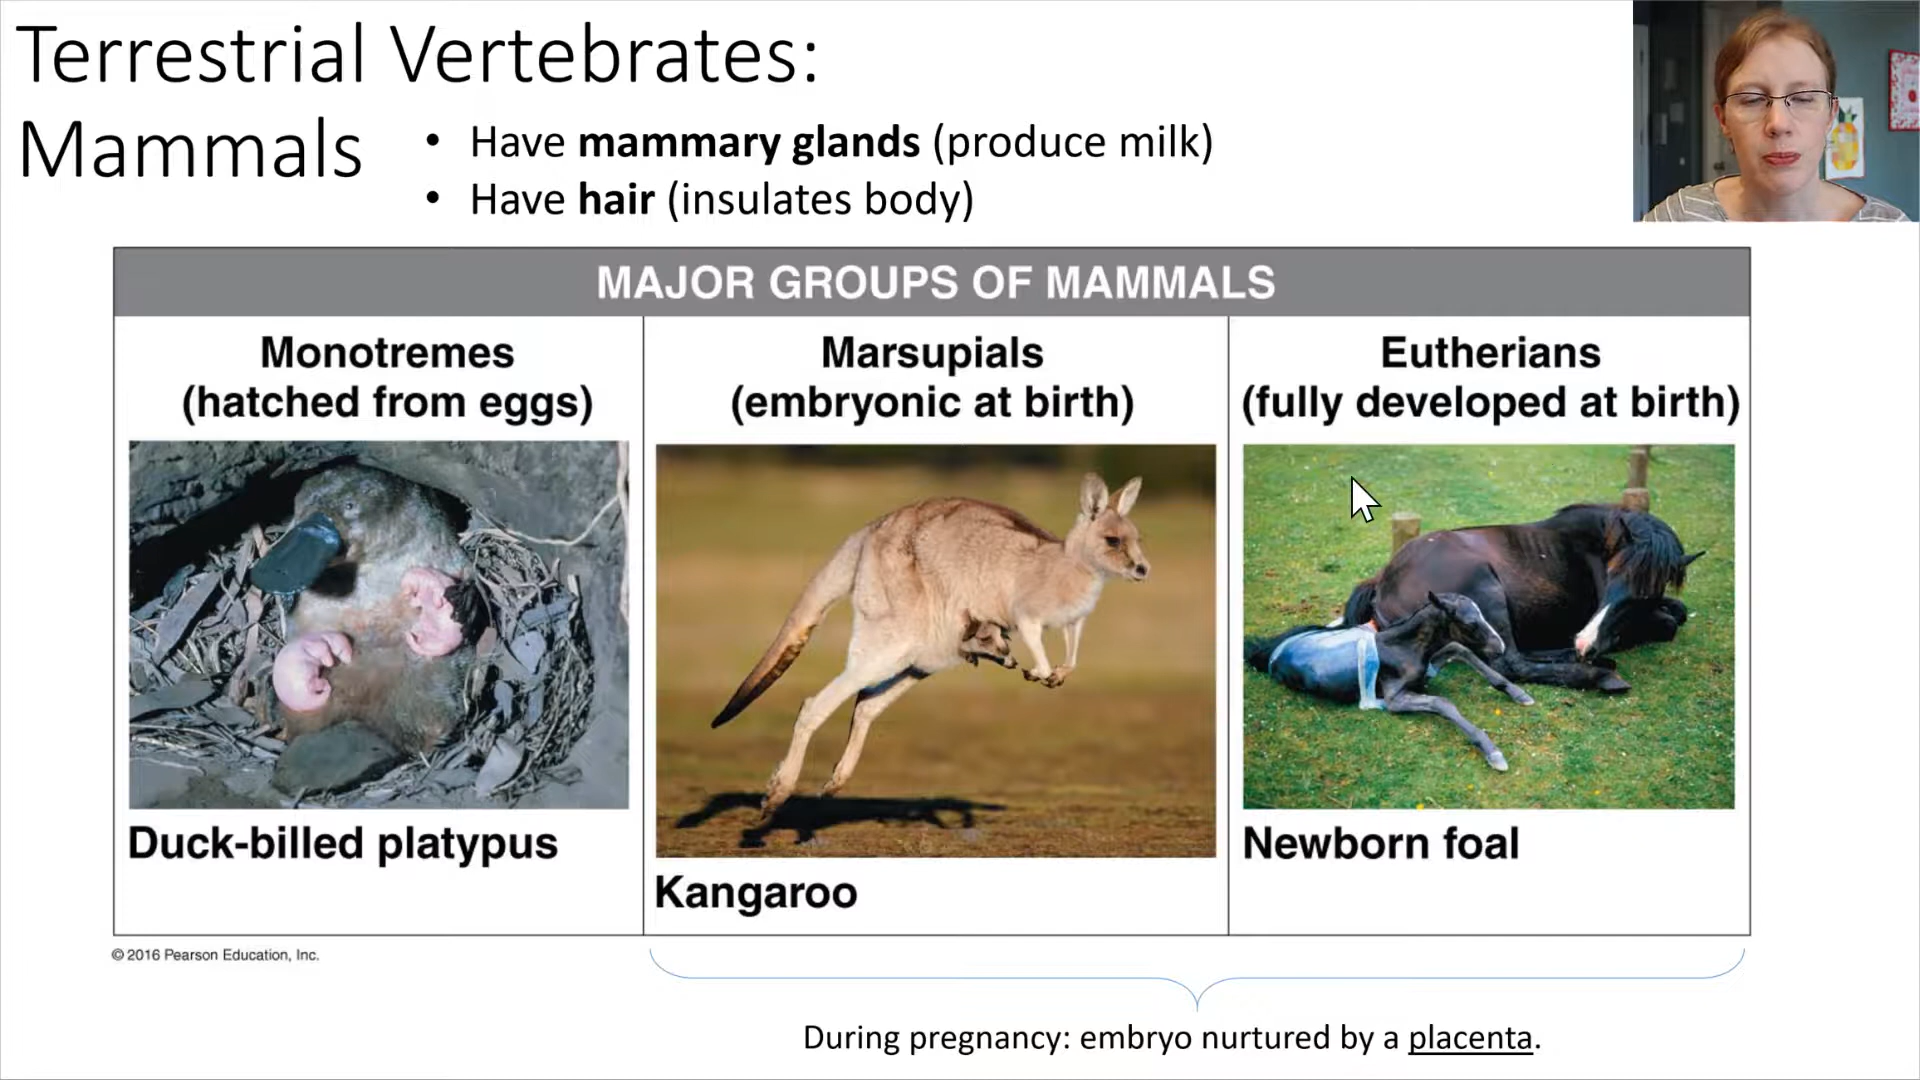 Terrestrial Vertebrates:
Mammals
• Have mammary glands (produce milk)
• Have hair (insulates body)
MAJOR GROUPS OF MAMMALS
Monotremes
(hatched from eggs)
Duck-billed platypus
Marsupials
(embryonic at birth)
Kangaroo
Eutherians
(fully developed at birth)
Newborn foal
© 2016 Pearson Education, Inc.
During pregnancy: embryo nurtured by a placenta.